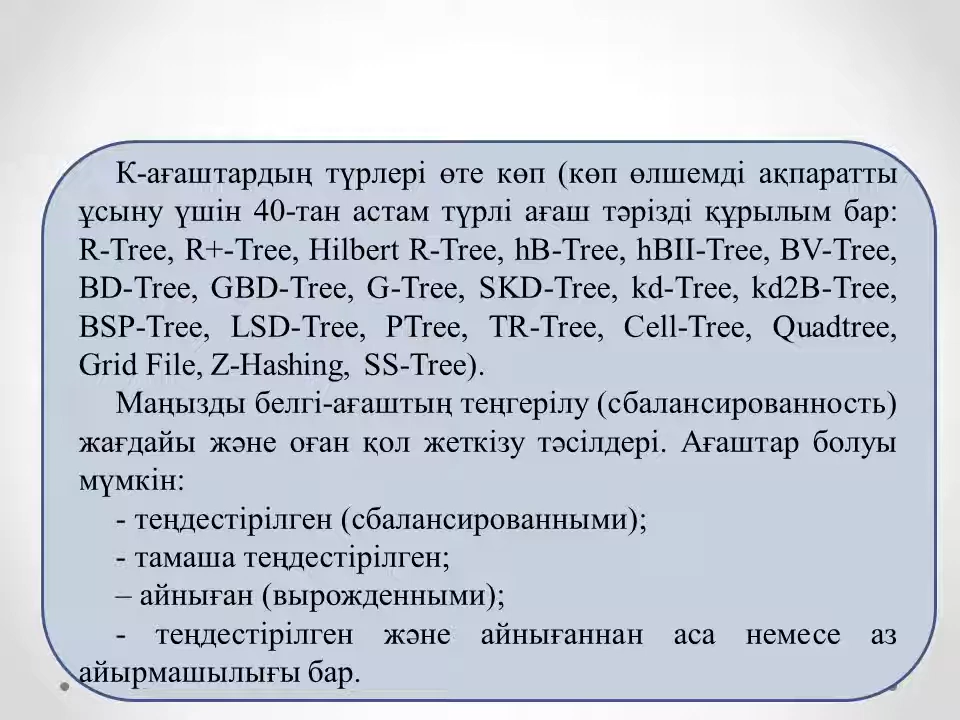 К-ағаштардың түрлері өте көп (көп өлшемді ақпаратты
ұсыну үшін 40-тан астам түрлі ағаш тәрізді құрылым бар:
R-Tree, R+-Tree, Hilbert R-Tree, hB-Tree, hBII-Tree, BV-Tree,
BD-Tree, GBD-Tree, G-Tree, SKD-Tree, kd-Tree, kd2B-Tree,
BSP-Tree, LSD-Tree, PTree, TR-Tree, Cell-Tree, Quadtree,
Grid File, Z-Hashing, SS-Tree).
Маңызды белгі-ағаштың теңгерілу (сбалансированность)
жағдайы және оған қол жеткізу тәсілдері. Ағаштар болуы
мүмкін:
- теңдестірілген (сбалансированными);
- тамаша теңдестірілген;
– айныған (вырожденными);
- теңдестірілген және айнығаннан аса немесе аз
айырмашылығы бар.